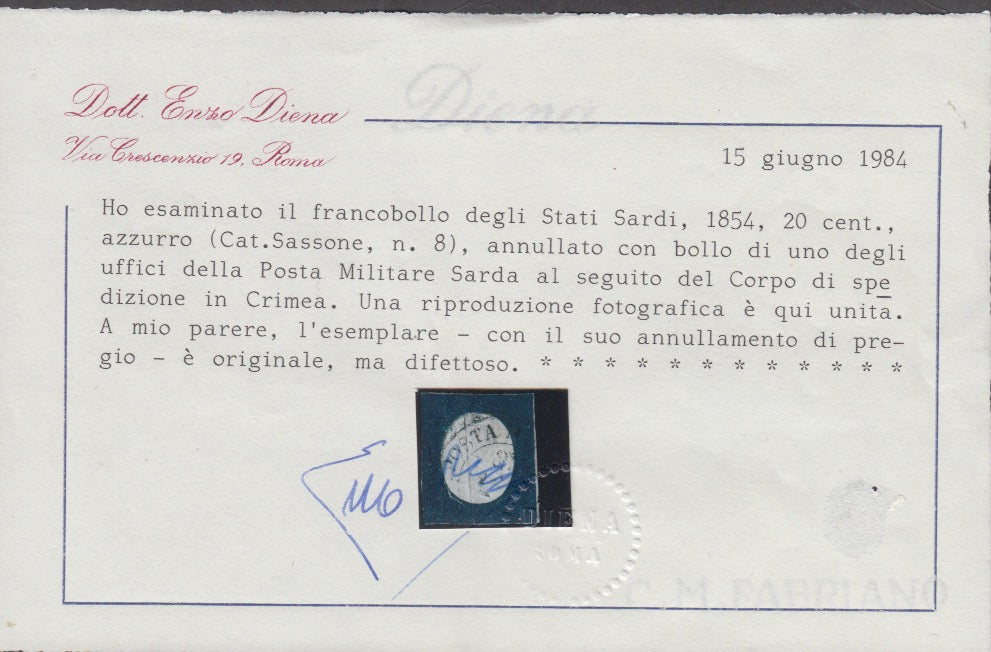 Diena
Dott. Enzo Diena
Via Crescenzio 19, Roma
15 giugno 1984
Ho esaminato il francobollo degli Stati Sardi, 1854, 20 cent.,
azzurro (Cat.Sassone, n. 8), annullato con bollo di uno degli
uffici della Posta Militare Sarda al seguito del Corpo di spe
dizione in Crimea. Una riproduzione fotografica è qui unita.
A mio parere, l'esemplare - con il suo annullamento di pre-
gio - è originale, ma difettoso. * * * * * * * * * * * *
C. M. FABRIANO